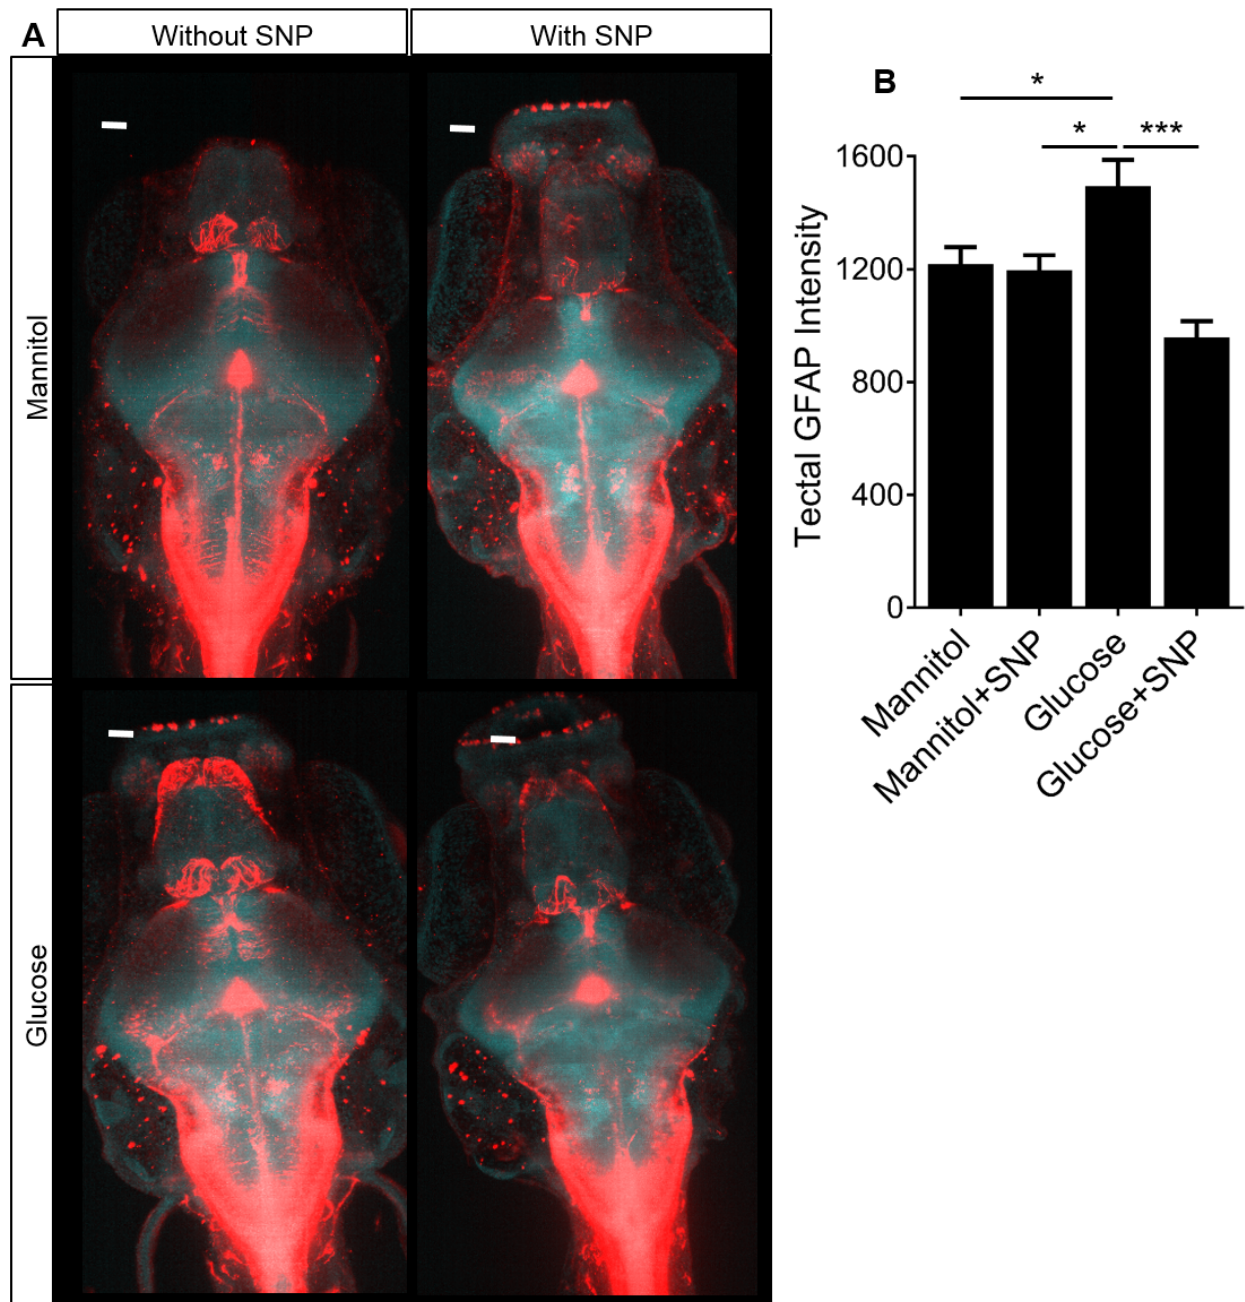 A
Without SNP
With SNP
Mannitol
Glucose
B
*
*
***
Tectal GFAP Intensity
1600
1200
800
400
0
Mannitol
Mannitol+SNP
Glucose
Glucose+SNP